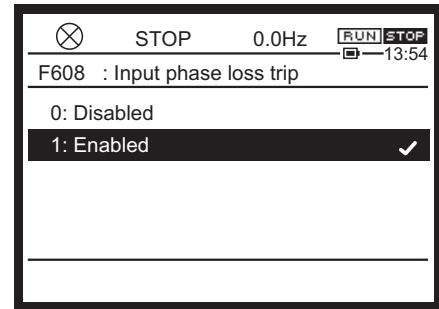 STOP 0.0Hz RUN STOP
13:54
F608 : Input phase loss trip
0: Disabled
1: Enabled